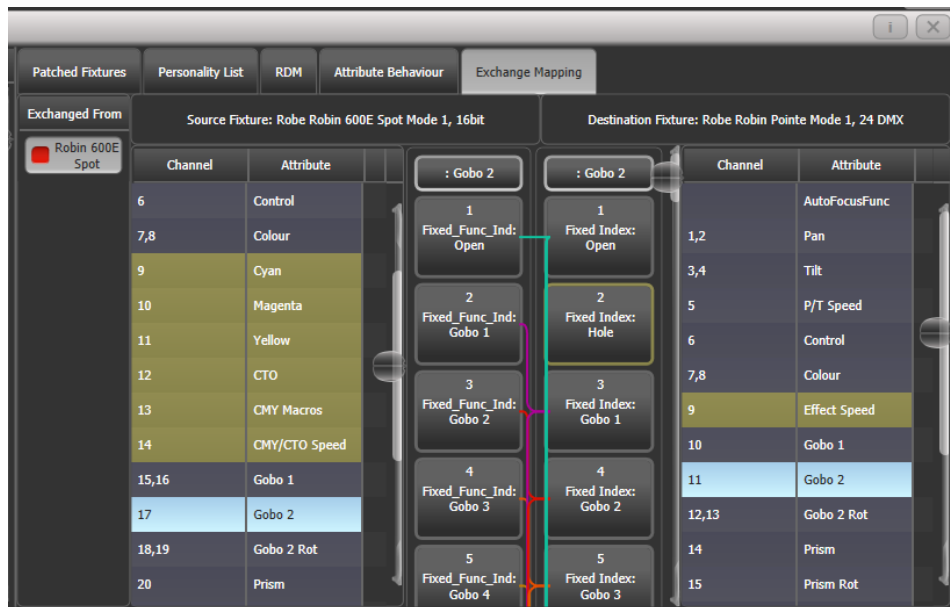 i
Patched Fixtures
Personality List
RDM
Attribute Behaviour
Exchange Mapping
Exchanged From
Source Fixture: Robe Robin 600E Spot Mode 1, 16bit
Destination Fixture: Robe Robin Pointe Mode 1, 24 DMX
Robin 600E
Spot
Channel Attribute
6 Control
7,8 Colour
9 Cyan
10 Magenta
11 Yellow
12 CTO
13 CMY Macros
14 CMY/CTO Speed
15,16 Gobo 1
17 Gobo 2
18,19 Gobo 2 Rot
20 Prism
: Gobo 2
1
Fixed_Func_Ind:
Open
2
Fixed_Func_Ind:
Gobo 1
3
Fixed_Func_Ind:
Gobo 2
4
Fixed_Func_Ind:
Gobo 3
5
Fixed_Func_Ind:
Gobo 4
: Gobo 2
1
Fixed Index:
Open
2
Fixed Index:
Hole
3
Fixed Index:
Gobo 1
4
Fixed Index:
Gobo 2
5
Fixed Index:
Gobo 3
Channel Attribute
AutoFocusFunc
1,2 Pan
3,4 Tilt
5 P/T Speed
6 Control
7,8 Colour
9 Effect Speed
10 Gobo 1
11 Gobo 2
12,13 Gobo 2 Rot
14 Prism
15 Prism Rot